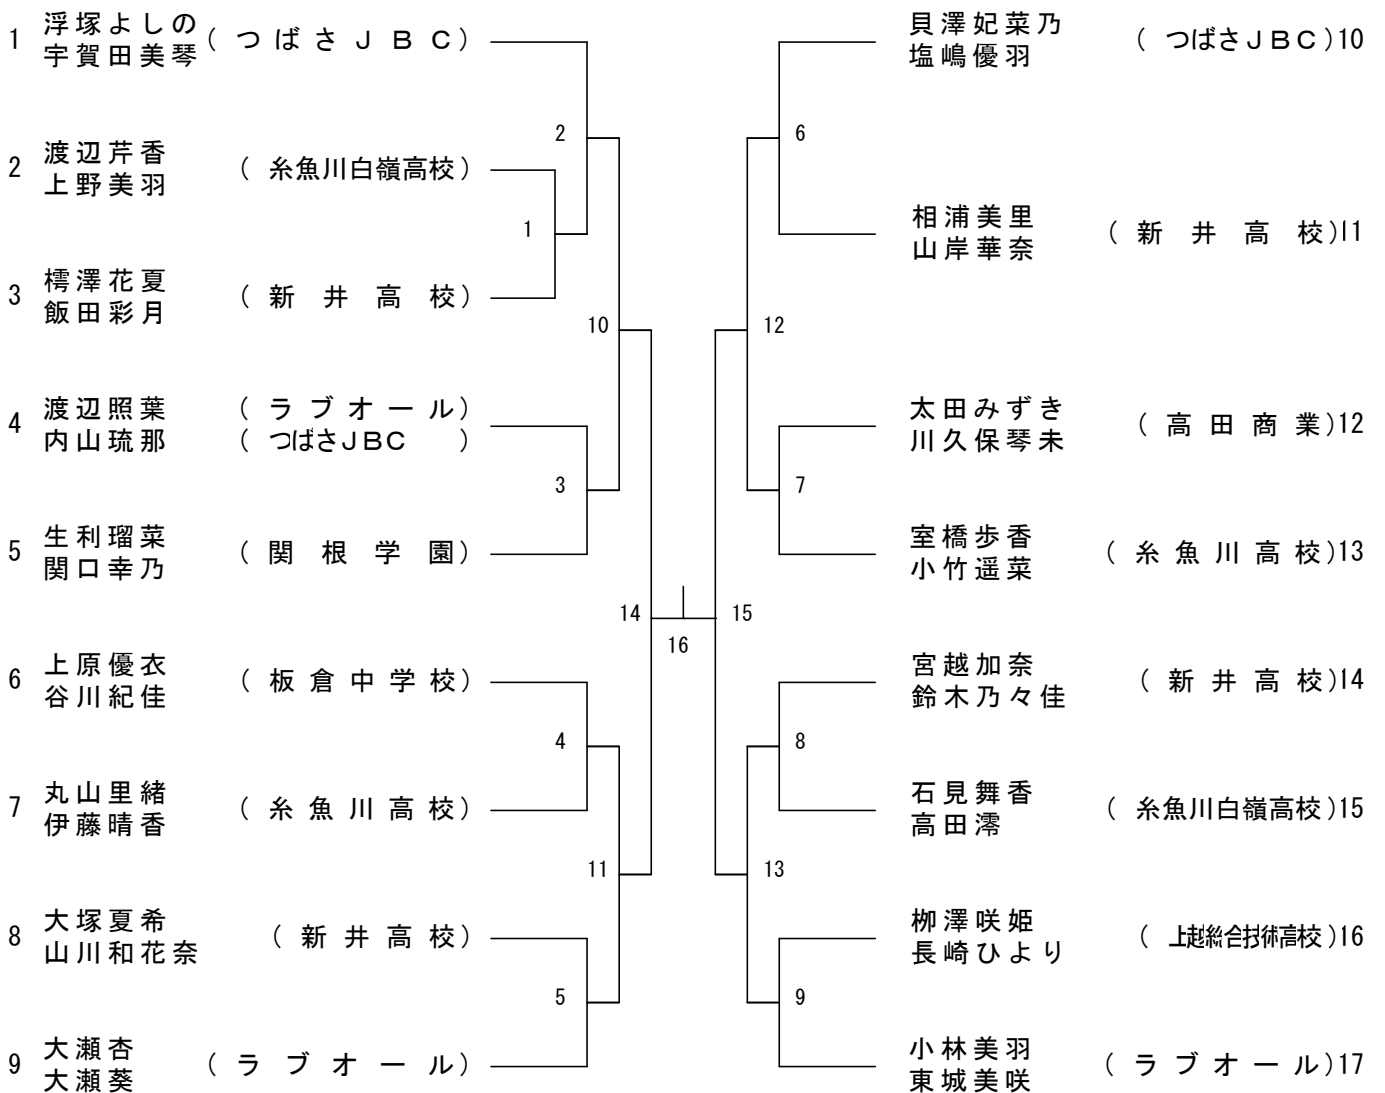 1 浮塚よしの (つばさＪＢＣ)
宇賀田美琴
2 渡辺芹香 (糸魚川白嶺高校)
上野美羽
3 樗澤花夏 (新井高校)
飯田彩月
4 渡辺照葉 (ラブオール)
内山琉那 (つばさJBC)
5 生利瑠菜 (関根学園)
関口幸乃
6 上原優衣 (板倉中学校)
谷川紀佳
7 丸山里緒 (糸魚川高校)
伊藤晴香
8 大塚夏希 (新井高校)
山川和花奈
9 大瀬杏 (ラブオール)
大瀬葵
2
1
10
3
14
4
11
5
16
15
6
12
7
8
13
9
貝澤妃菜乃 (つばさＪＢＣ)10
塩嶋優羽
相浦美里 (新井高校)11
山岸華奈
太田みずき (高田商業)12
川久保琴未
室橋歩香 (糸魚川高校)13
小竹遥菜
宮越加奈 (新井高校)14
鈴木乃々佳
石見舞香 (糸魚川白嶺高校)15
高田澪
栁澤咲姫 (上越総合技術高校)16
長崎ひより
小林美羽 (ラブオール)17
東城美咲